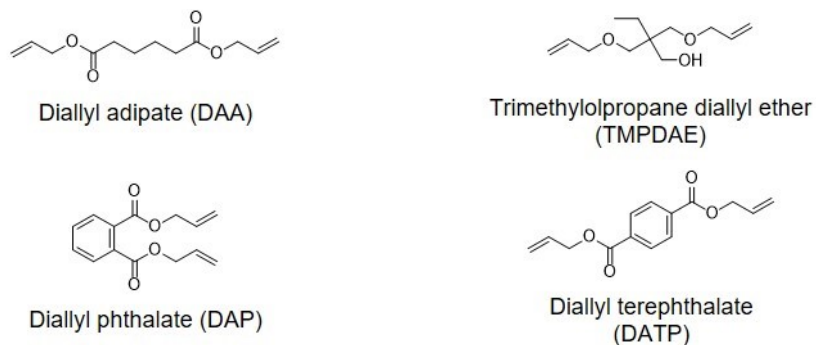 O
O
O
O
Diallyl adipate (DAA)
O
O
OH
Trimethylolpropane diallyl ether
(TMPDAE)
O
O
O
O
Diallyl phthalate (DAP)
O
O
O
O
Diallyl terephthalate
(DATP)